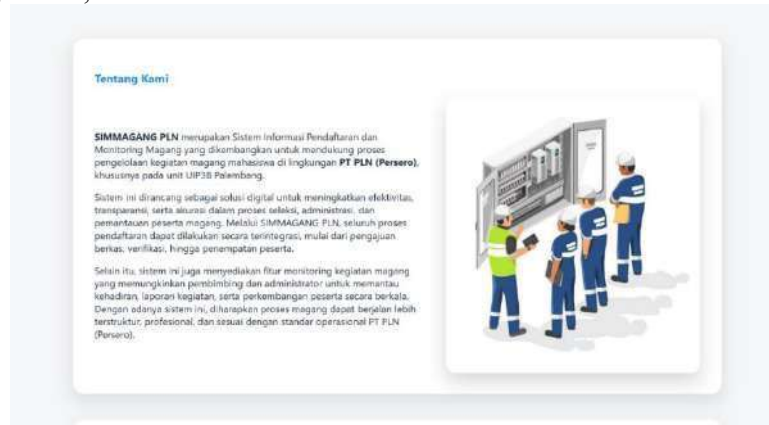 Tentang Kami
SIMMAGANG PLN merupakan Sistem Informasi Pendaftaran dan
Monitoring Magang yang dikembangkan untuk mendukung proses
pengelolaan kegiatan magang mahasiswa di lingkungan PT PLN (Persero),
khususnya pada unit UIP3B Palembang.
Sistem ini dirancang sebagai solusi digital untuk meningkatkan efektivitas,
transparansi, serta akurasi dalam proses seleksi, administrasi, dan
pemantauan peserta magang. Melalui SIMMAGANG PLN, seluruh proses
pendaftaran dapat dilakukan secara terintegrasi, mulai dari pengajuan
berkas, verifikasi, hingga penempatan peserta.
Selain itu, sistem ini juga menyediakan fitur monitoring kegiatan magang
yang memungkinkan pembimbing dan administrator untuk memantau
kehadiran, laporan kegiatan, serta perkembangan peserta secara berkala.
Dengan adanya sistem ini, diharapkan proses magang dapat berjalan lebih
terstruktur, profesional, dan sesuai dengan standar operasional PT PLN
(Persero).